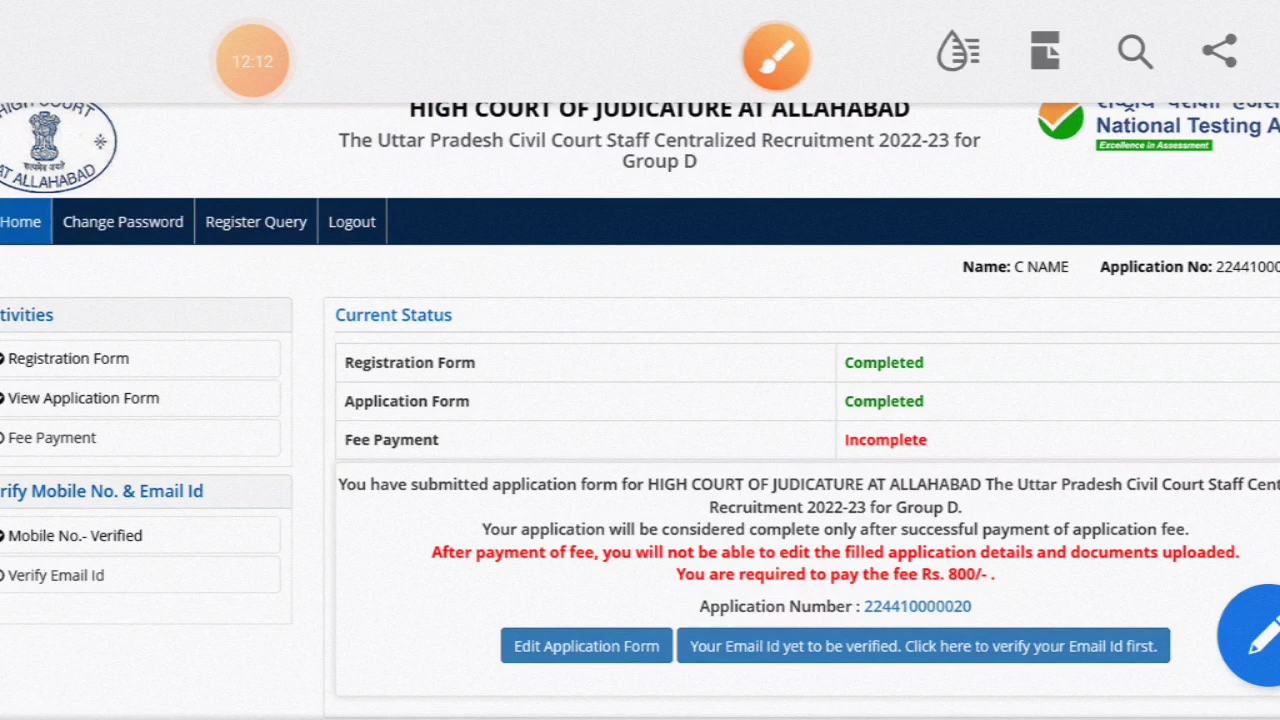 12:12
HIGH COURT
सत्यमेव जयते
AT ALLAHABAD
HIGH COURT OF JUDICATURE AT ALLAHABAD
The Uttar Pradesh Civil Court Staff Centralized Recruitment 2022-23 for
Group D
National Testing A
Excellence in Assessment
Home
Change Password
Register Query
Logout
Name: C NAME
Application No: 22441000
tivities
Registration Form
View Application Form
Fee Payment
rify Mobile No. & Email Id
Mobile No.- Verified
Verify Email Id
Current Status
Registration Form Completed
Application Form Completed
Fee Payment Incomplete
You have submitted application form for HIGH COURT OF JUDICATURE AT ALLAHABAD The Uttar Pradesh Civil Court Staff Cent
Recruitment 2022-23 for Group D.
Your application will be considered complete only after successful payment of application fee.
After payment of fee, you will not be able to edit the filled application details and documents uploaded.
You are required to pay the fee Rs. 800/- .
Application Number : 224410000020
Edit Application Form
Your Email Id yet to be verified. Click here to verify your Email Id first.